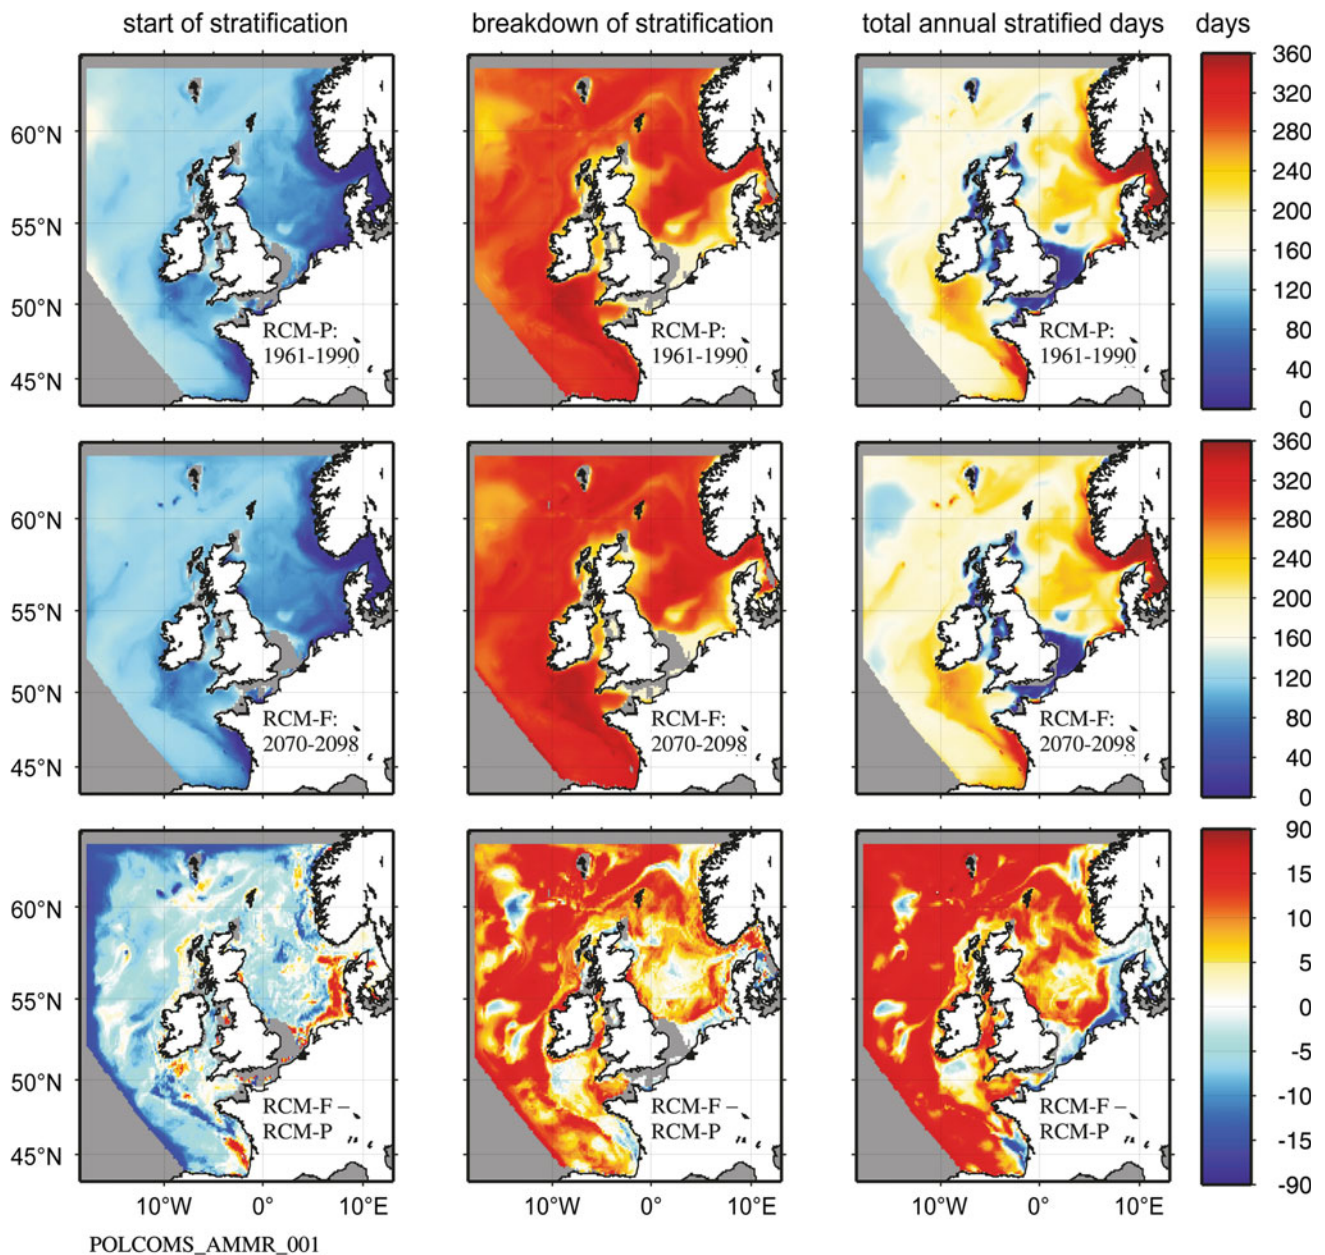 start of stratification breakdown of stratification total annual stratified days days
360
320
60°N 280
240
55°N 200
160
50°N 120
RCM-P: RCM-P: RCM-P: 80
1961-1990 1961-1990 1961-1990
45°N 40
0
360
320
60°N 280
240
55°N 200
160
50°N 120
RCM-F: RCM-F: RCM-F: 80
2070-2098 2070-2098 2070-2098
45°N 40
0
90
15
60°N 10
5
55°N 0
-5
50°N -10
RCM-F – RCM-F – RCM-F –
RCM-P RCM-P RCM-P
45°N -15
-90
10°W 0° 10°E 10°W 0° 10°E 10°W 0° 10°E
POLCOMS_AMMR_001